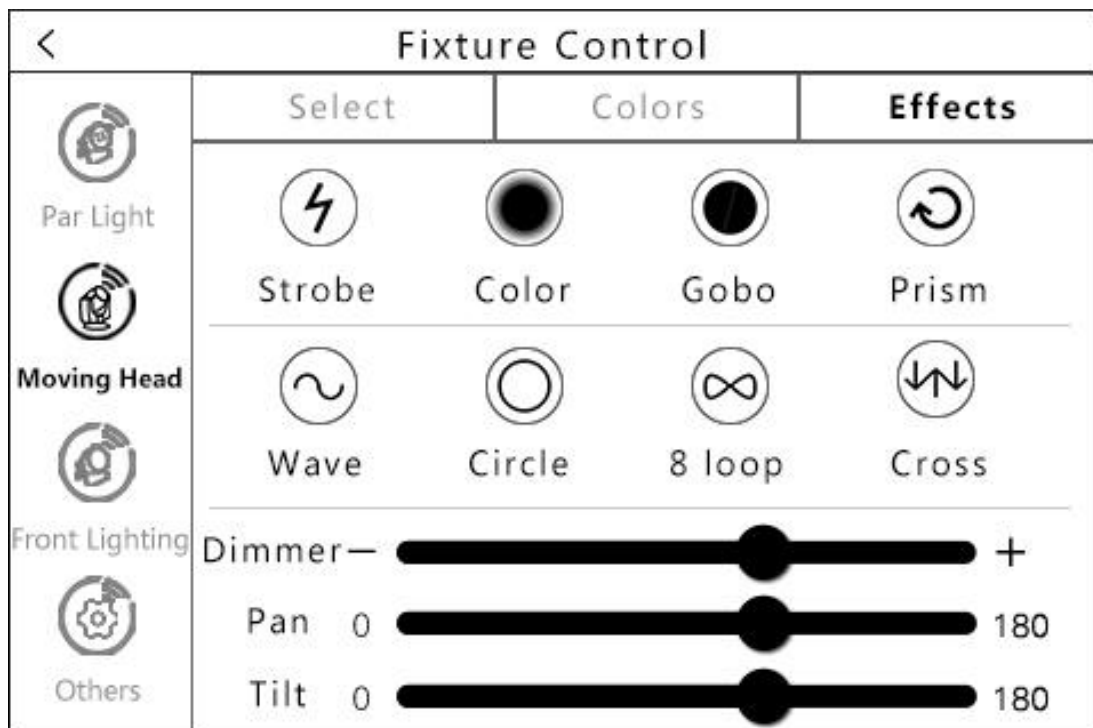 Fixture Control
Select Colors Effects
Par Light
Moving Head
Front Lighting
Others
Strobe Color Gobo Prism
Wave Circle 8 loop Cross
Dimmer − +
Pan 0 180
Tilt 0 180